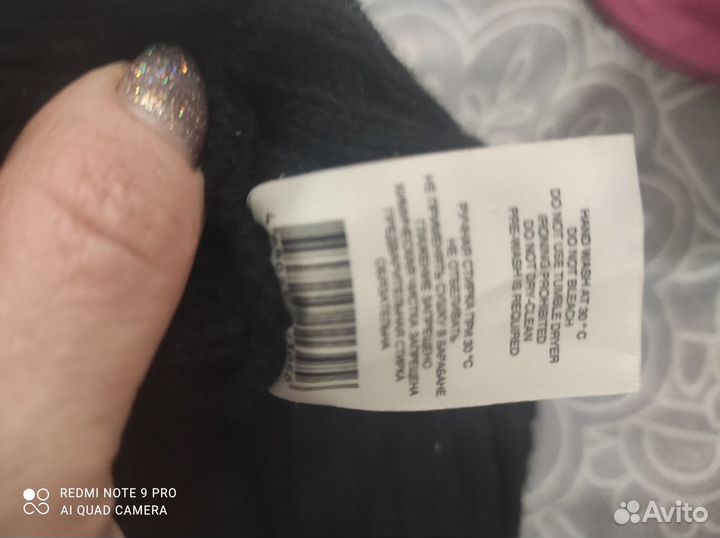 HAND WASH AT 30 °C
DO NOT BLEACH
DO NOT USE TUMBLE DRYER
IRONING PROHIBITED
DO NOT DRY-CLEAN
PRE-WASH IS REQUIRED
РУЧНАЯ СТИРКА ПРИ 30 °C
НЕ ОТБЕЛИВАТЬ
НЕ ПРИМЕНЯТЬ СУШКУ В БАРАБАНЕ
ГЛАЖЕНИЕ ЗАПРЕЩЕНО
ХИМИЧЕСКАЯ ЧИСТКА ЗАПРЕЩЕНА
ПРЕДВАРИТЕЛЬНАЯ СТИРКА
ОБЯЗАТЕЛЬНА
REDMI NOTE 9 PRO
AI QUAD CAMERA
Avito